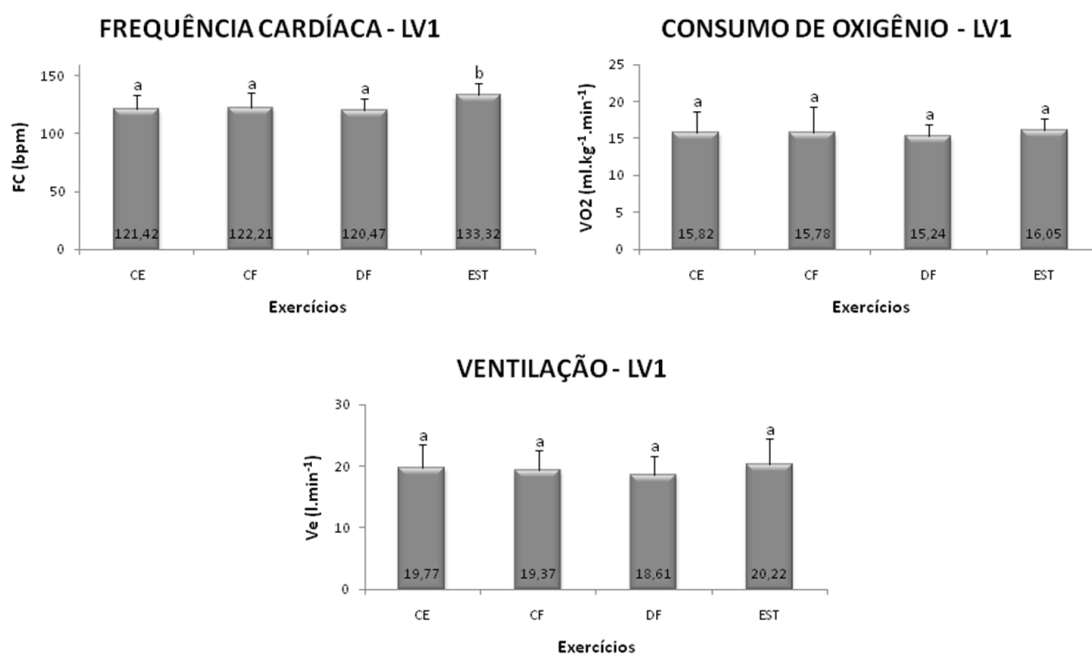 FREQUÊNCIA CARDÍACA - LV1
FC (bpm)
150
100
50
0
a
a
a
b
121,42
122,21
120,47
133,32
CE
CF
DF
EST
Exercícios
CONSUMO DE OXIGÊNIO - LV1
VO2 (ml.kg⁻¹.min⁻¹)
25
20
15
10
5
0
a
a
a
a
15,82
15,78
15,24
16,05
CE
CF
DF
EST
Exercícios
VENTILAÇÃO - LV1
Ve (l.min⁻¹)
30
20
10
0
a
a
a
a
19,77
19,37
18,61
20,22
CE
CF
DF
EST
Exercícios